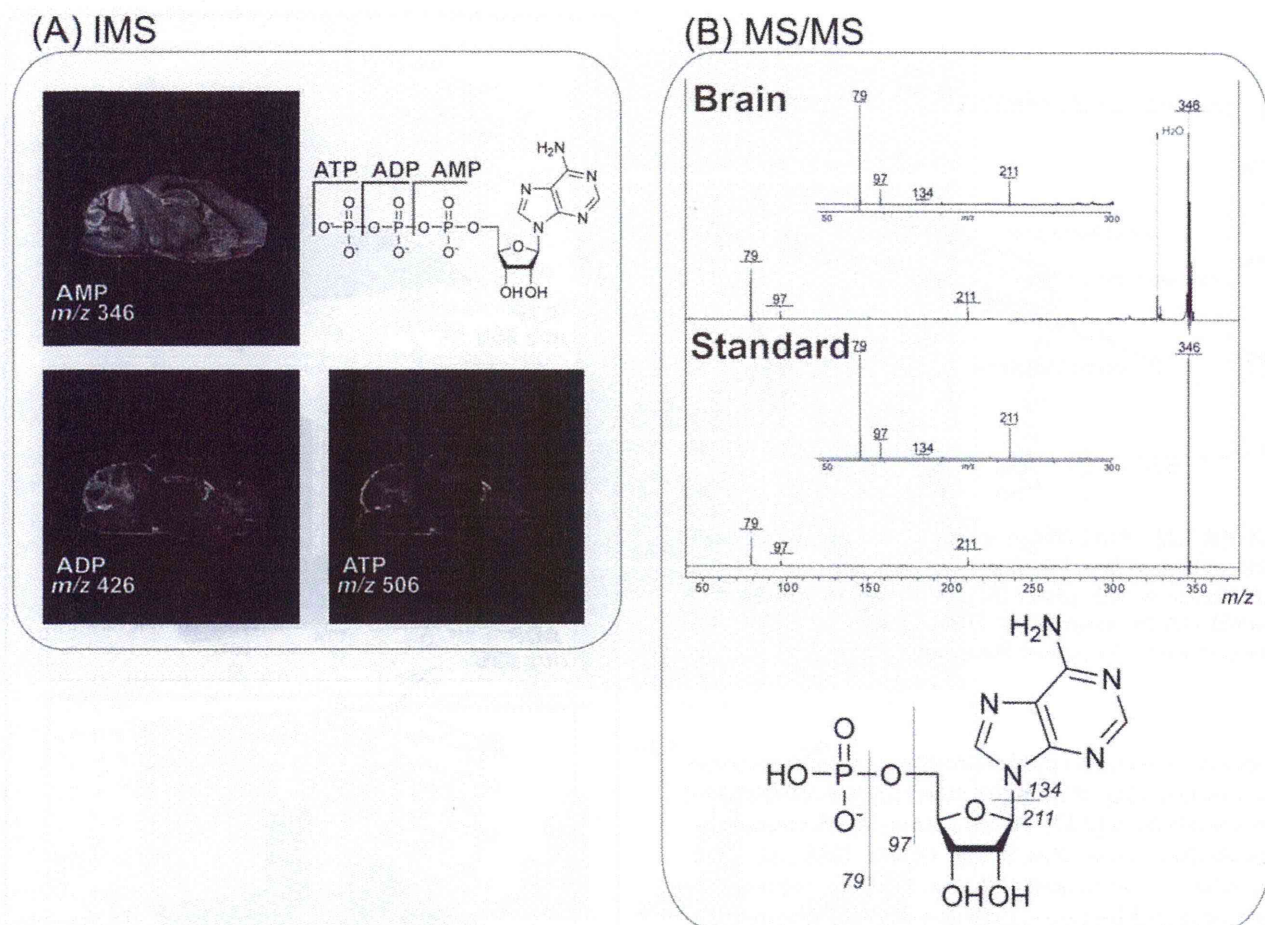 (A) IMS
AMP
m/z 346
ATP ADP AMP
NH₂
N N
N N
O O O
O⁻-P-O-P-O-P-O
O⁻ O⁻ O⁻
O
OH OH
ADP
m/z 426
ATP
m/z 506
(B) MS/MS
Brain
79
97
134
211
50 m/z 300
H₂O
346
79
97
211
Standard
79
97
134
211
50 m/z 300
346
79
97
211
50 100 150 200 250 300 350 m/z
H₂N
N N
N N
O
HO-P-O
O⁻
O
134
211
97
79
OH OH